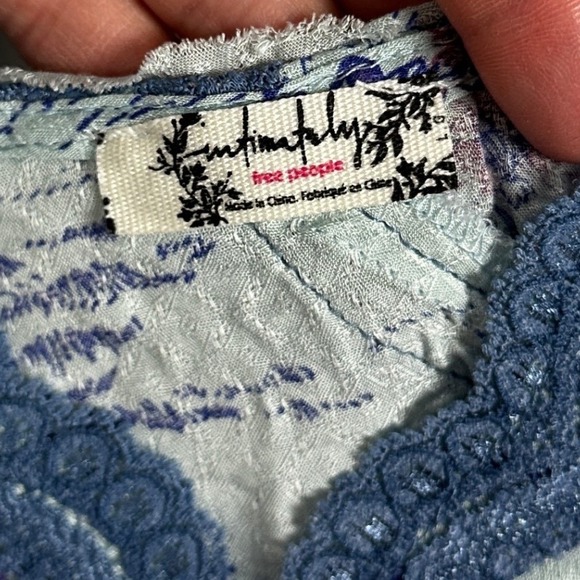 intimately
free people
Made in China. Fabriqué en Chine